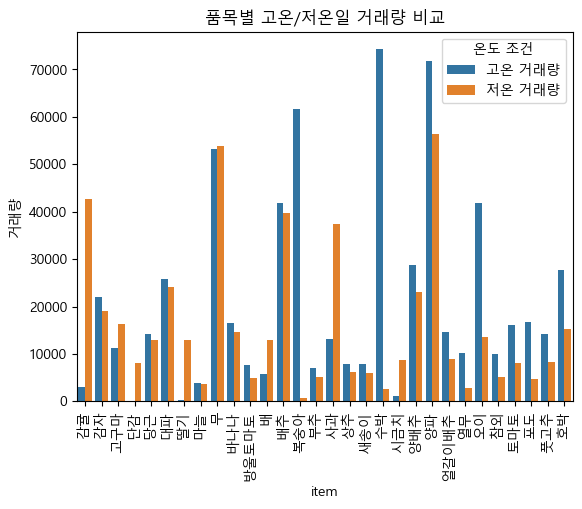 품목별 고온/저온일 거래량 비교
온도 조건
고온 거래량
저온 거래량
거래량
70000
60000
50000
40000
30000
20000
10000
0
감귤
감자
고구마
단감
당근
대파
딸기
마늘
무
바나나
방울토마토
배
배추
복숭아
부추
사과
상추
새송이
수박
시금치
양배추
양파
얼갈이배추
열무
오이
참외
토마토
포도
풋고추
호박
item